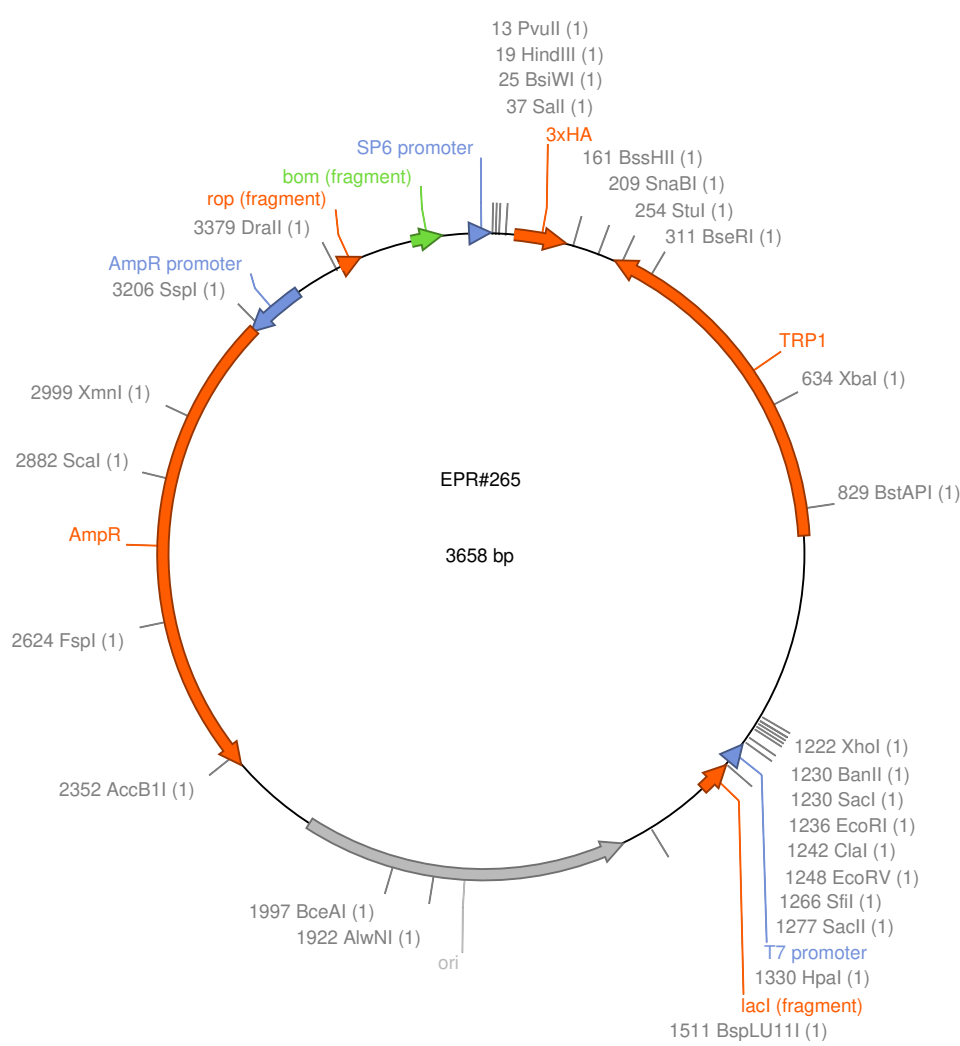 13 PvuII (1)
19 HindIII (1)
25 BsiWI (1)
37 SalI (1)
3xHA
SP6 promoter
161 BssHII (1)
bom (fragment)
209 SnaBI (1)
rop (fragment)
254 StuI (1)
3379 DraII (1)
311 BseRI (1)
AmpR promoter
3206 SspI (1)
TRP1
634 XbaI (1)
2999 XmnI (1)
2882 ScaI (1)
EPR#265
829 BstAPI (1)
AmpR
3658 bp
2624 FspI (1)
1222 XhoI (1)
1230 BanII (1)
2352 AccB1I (1)
1230 SacI (1)
1236 EcoRI (1)
1242 ClaI (1)
1248 EcoRV (1)
1266 SfiI (1)
1997 BceAI (1)
1277 SacII (1)
1922 AlwNI (1)
T7 promoter
ori
1330 HpaI (1)
lacI (fragment)
1511 BspLU11I (1)